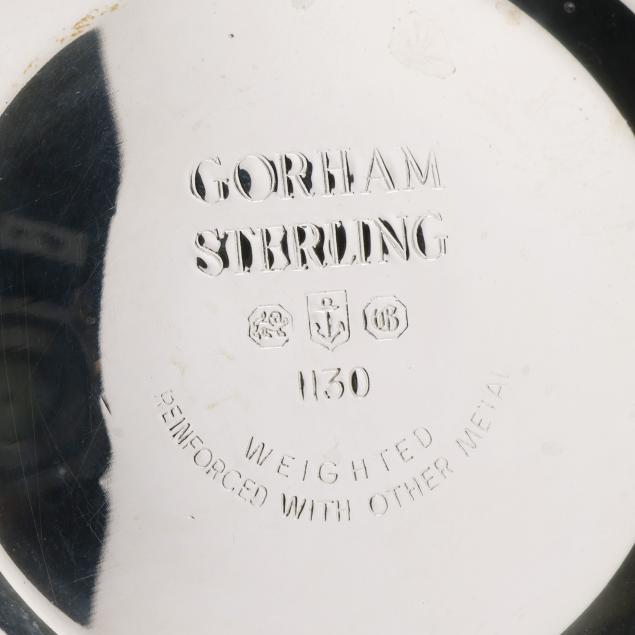 GORHAM
STERLING
G
1130
WEIGHTED
REINFORCED WITH OTHER METAL